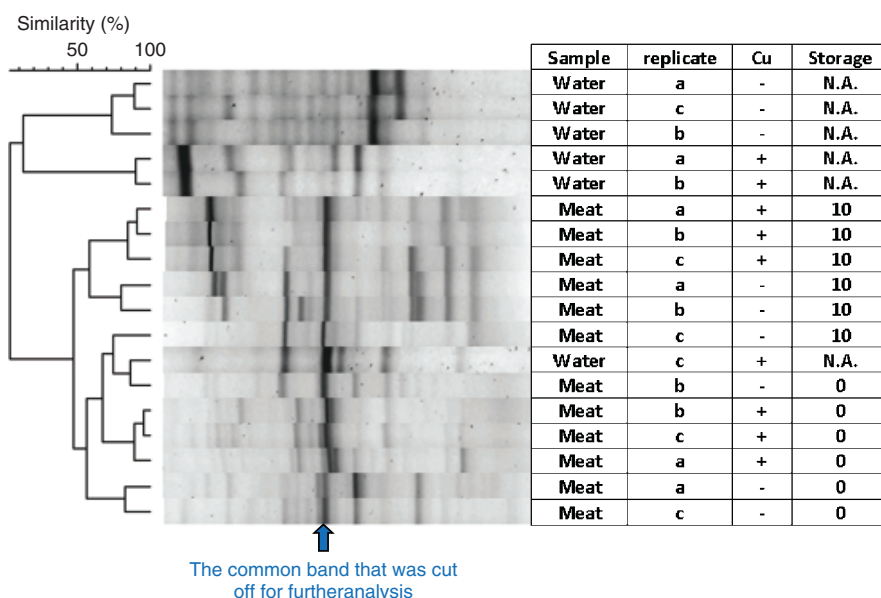 Similarity (%)
50 100
Sample replicate Cu Storage
Water a - N.A.
Water c - N.A.
Water b - N.A.
Water a + N.A.
Water b + N.A.
Meat a + 10
Meat b + 10
Meat c + 10
Meat a - 10
Meat b - 10
Meat c - 10
Water c + N.A.
Meat b - 0
Meat b + 0
Meat c + 0
Meat a + 0
Meat a - 0
Meat c - 0
The common band that was cut
off for furtheranalysis